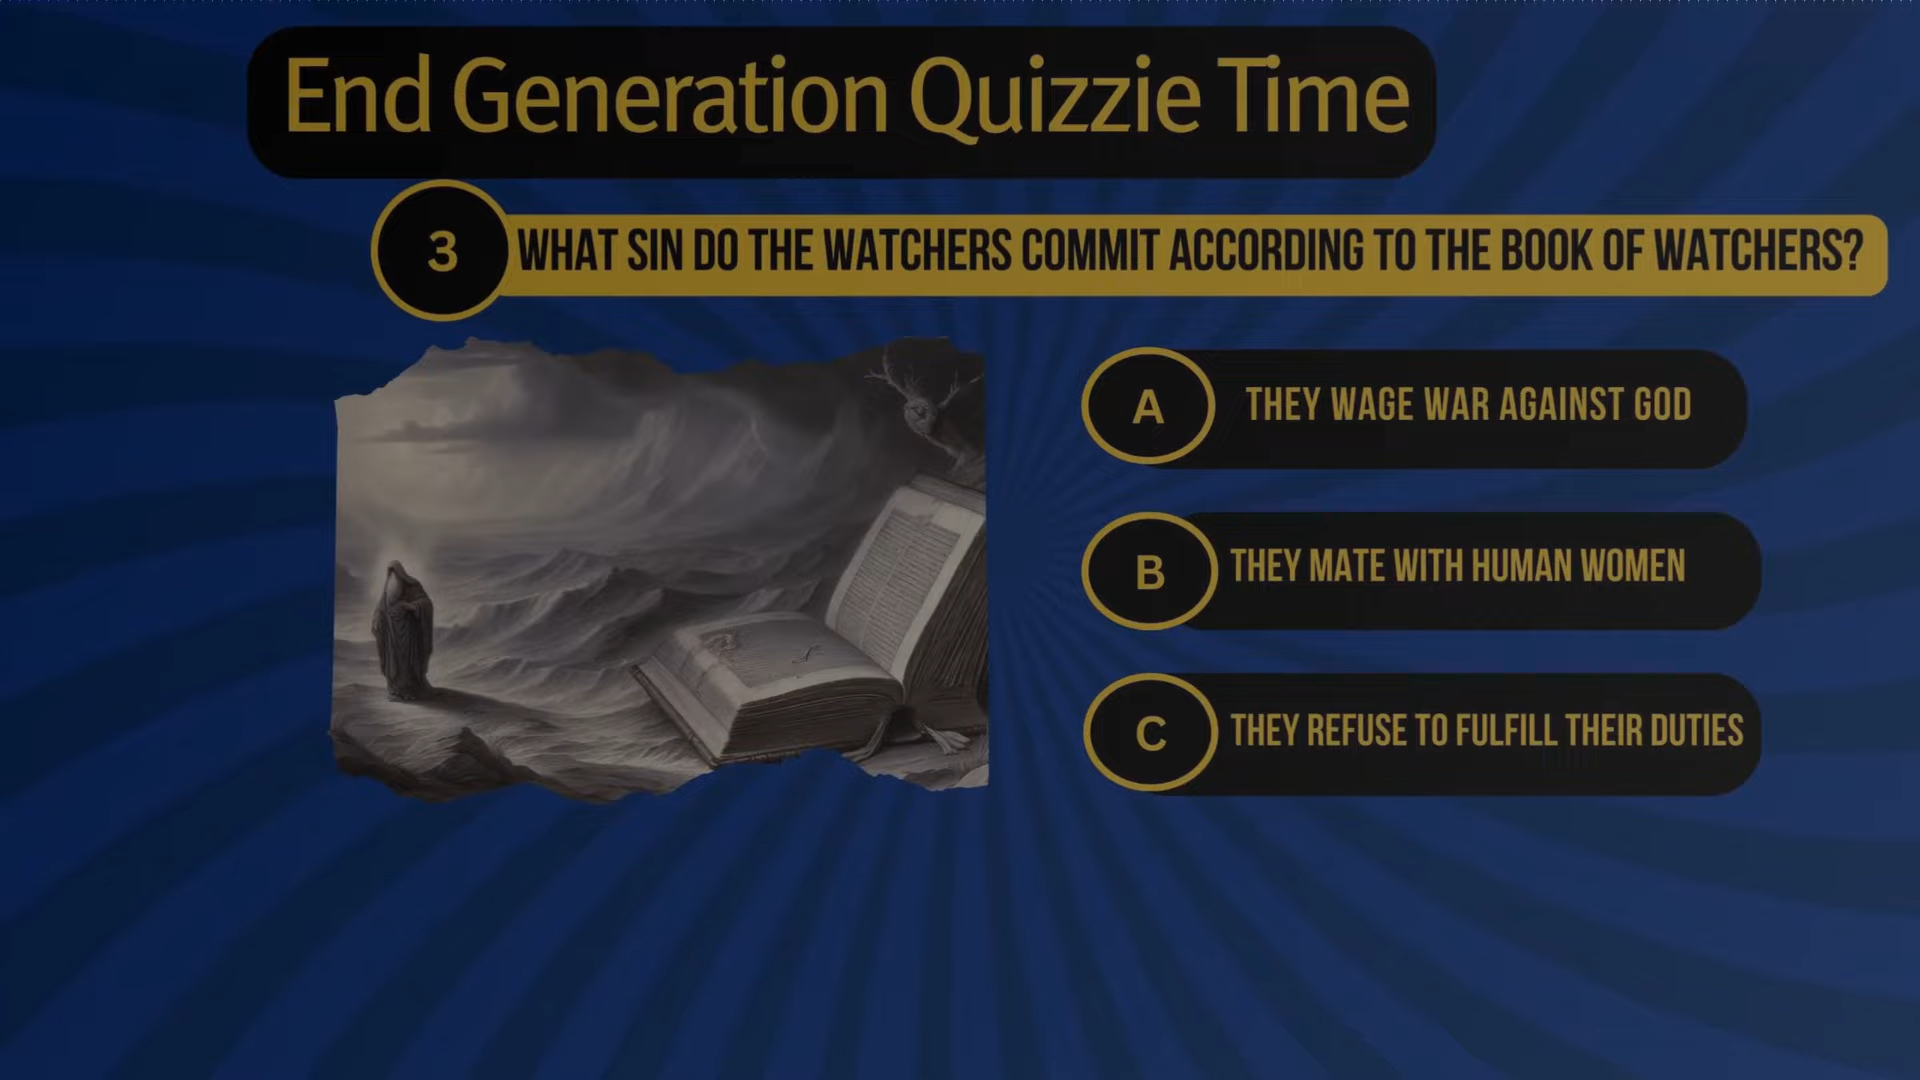 End Generation Quizzie Time
3 WHAT SIN DO THE WATCHERS COMMIT ACCORDING TO THE BOOK OF WATCHERS?
A THEY WAGE WAR AGAINST GOD
B THEY MATE WITH HUMAN WOMEN
C THEY REFUSE TO FULFILL THEIR DUTIES